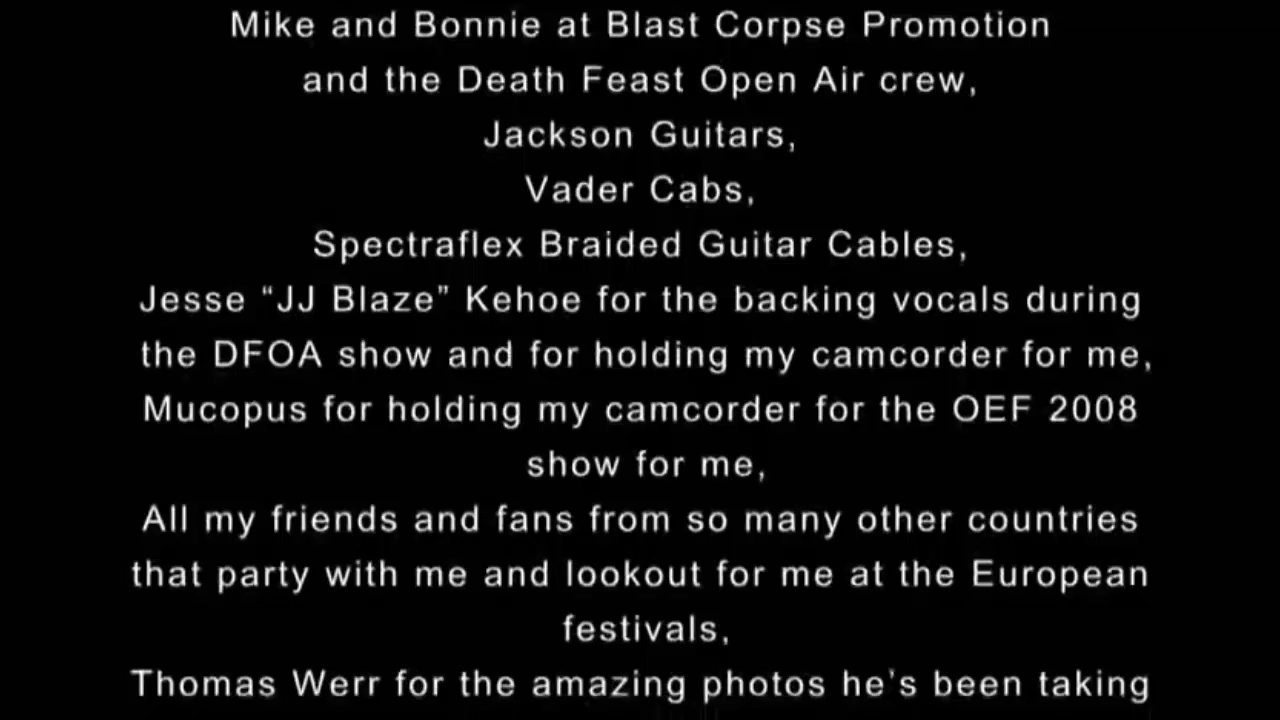 Mike and Bonnie at Blast Corpse Promotion
and the Death Feast Open Air crew,
Jackson Guitars,
Vader Cabs,
Spectraflex Braided Guitar Cables,
Jesse “JJ Blaze” Kehoe for the backing vocals during
the DFOA show and for holding my camcorder for me,
Mucopus for holding my camcorder for the OEF 2008
show for me,
All my friends and fans from so many other countries
that party with me and lookout for me at the European
festivals,
Thomas Werr for the amazing photos he’s been taking